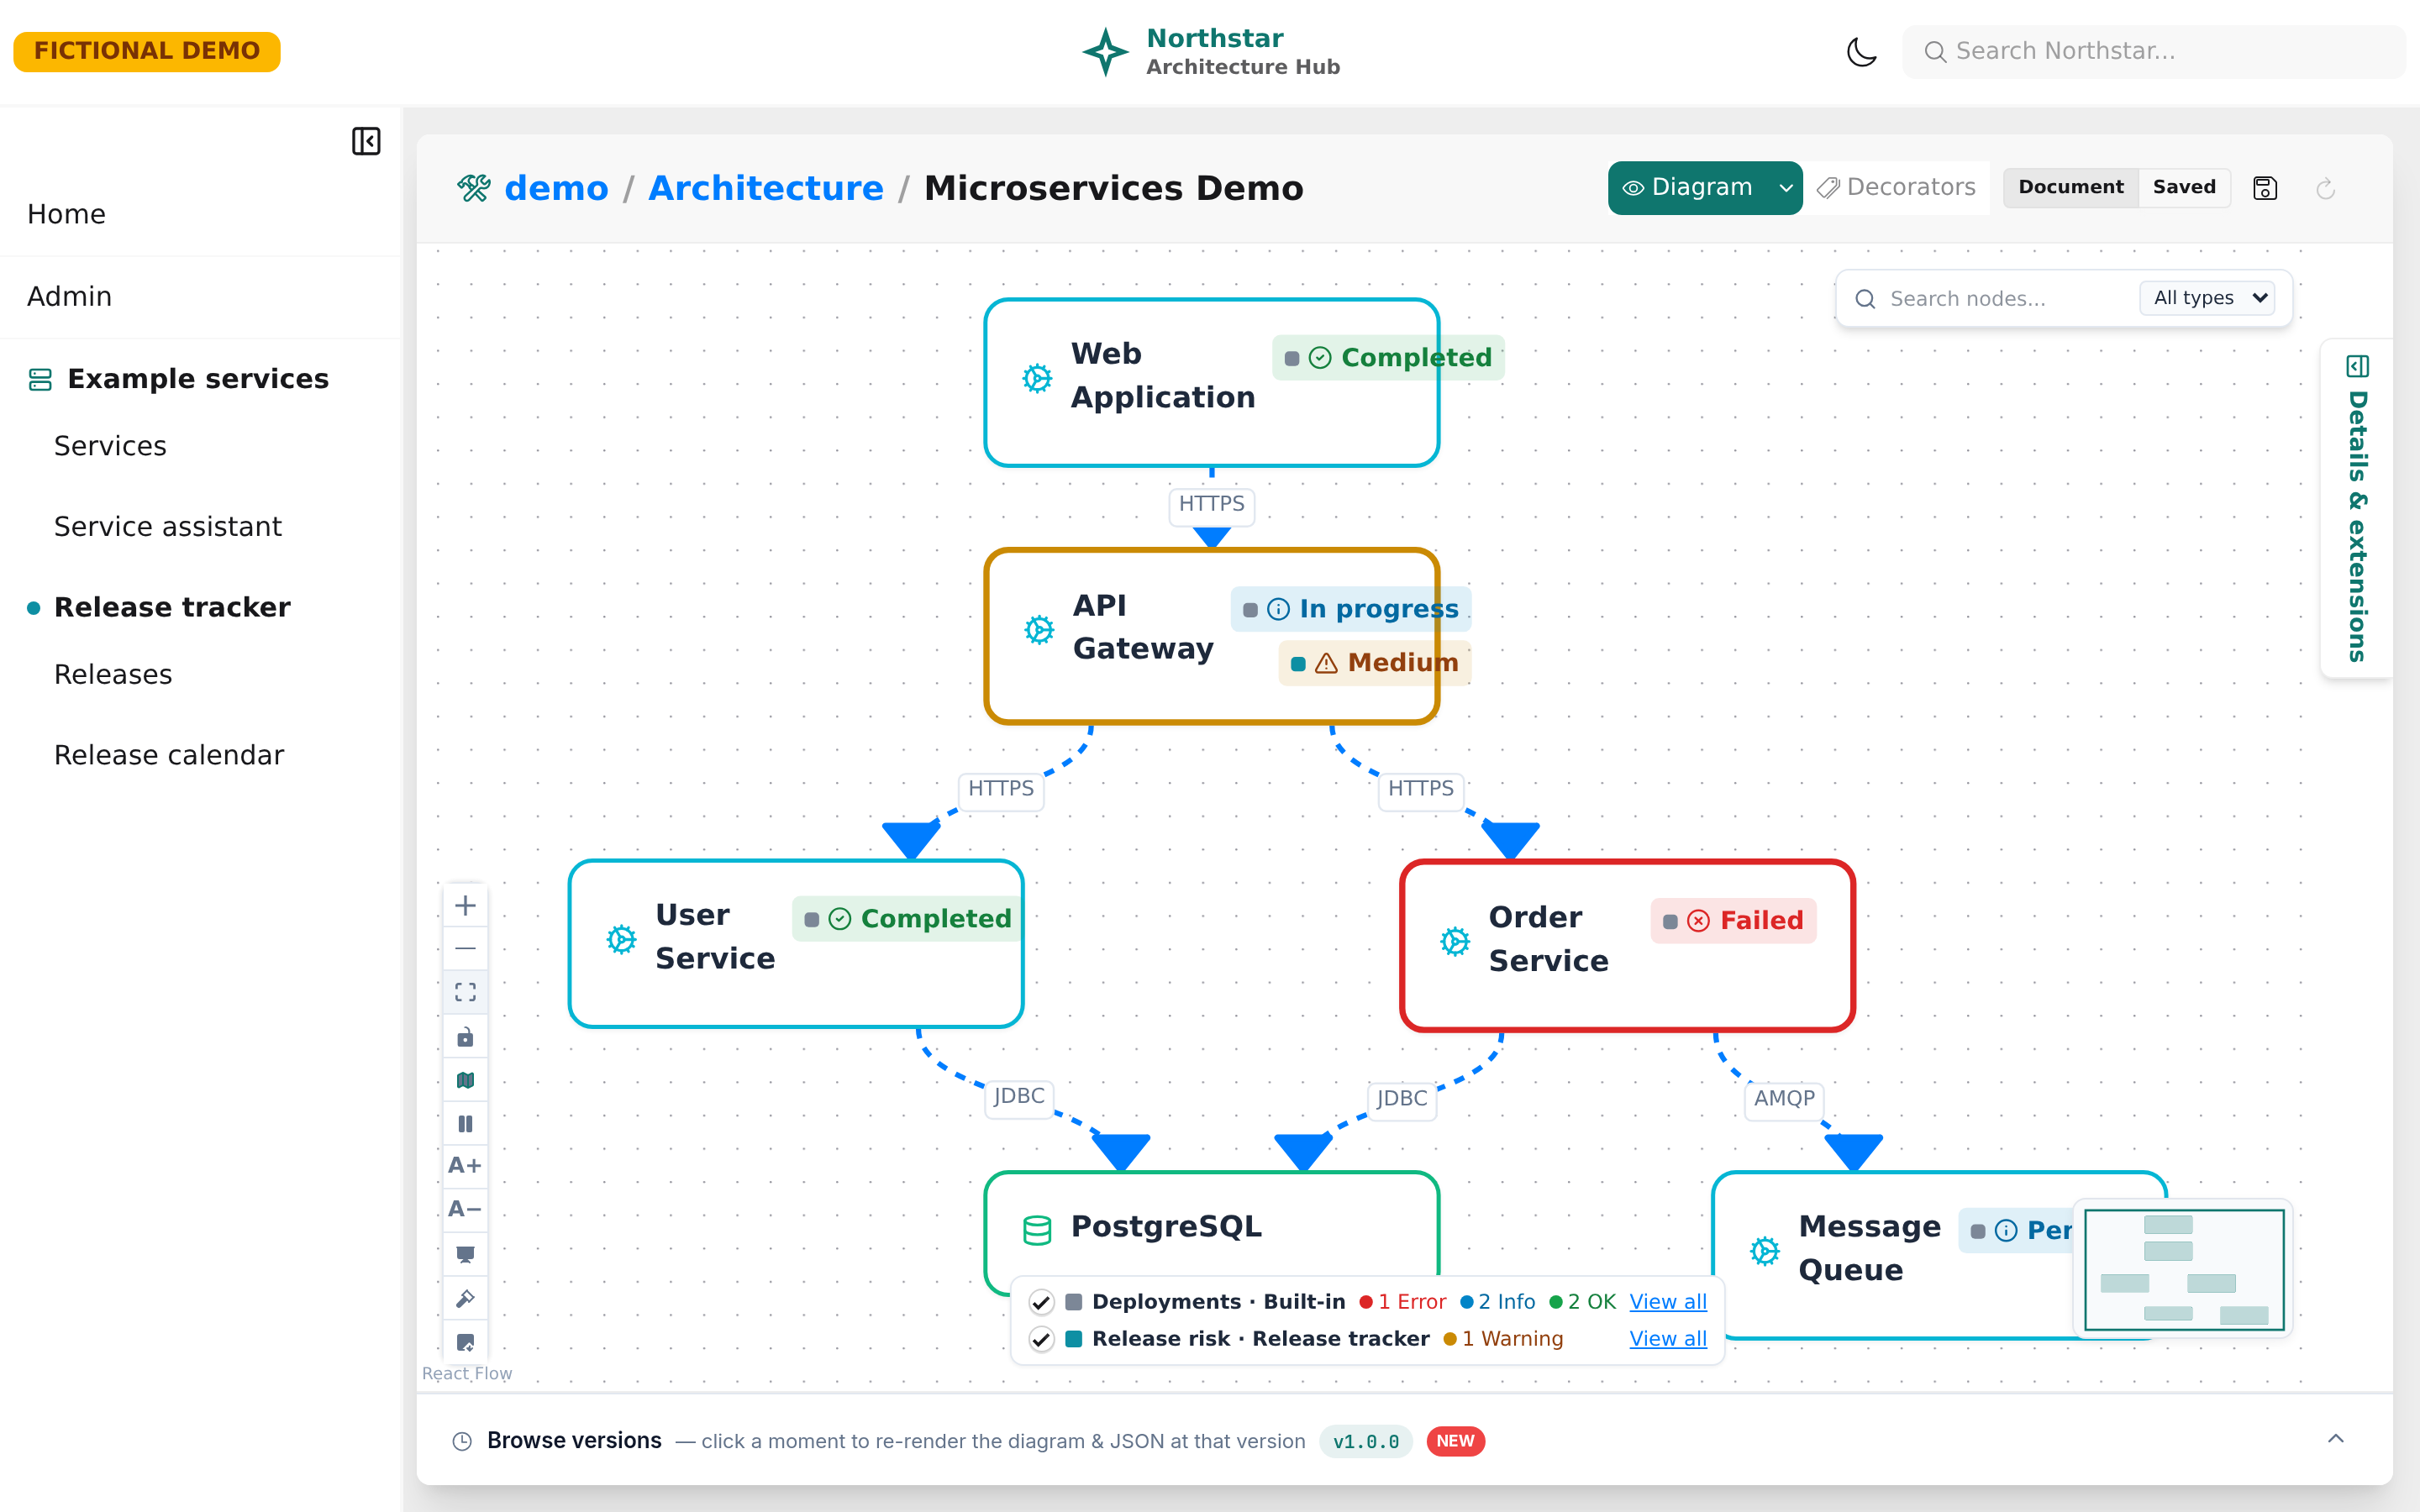 FICTIONAL DEMO
Northstar
Architecture Hub
Search Northstar...
Home
Admin
Example services
Services
Service assistant
Release tracker
Releases
Release calendar
demo / Architecture / Microservices Demo
Diagram
Decorators
Document
Saved
Search nodes...
All types
Details & extensions
Web
Application
Completed
HTTPS
API
Gateway
In progress
Medium
HTTPS
HTTPS
User
Service
Completed
Order
Service
Failed
JDBC
JDBC
AMQP
A+
A−
PostgreSQL
Message
Queue
Deployments · Built-in 1 Error 2 Info 2 OK View all
Release risk · Release tracker 1 Warning View all
React Flow
Browse versions — click a moment to re-render the diagram & JSON at that version v1.0.0 NEW